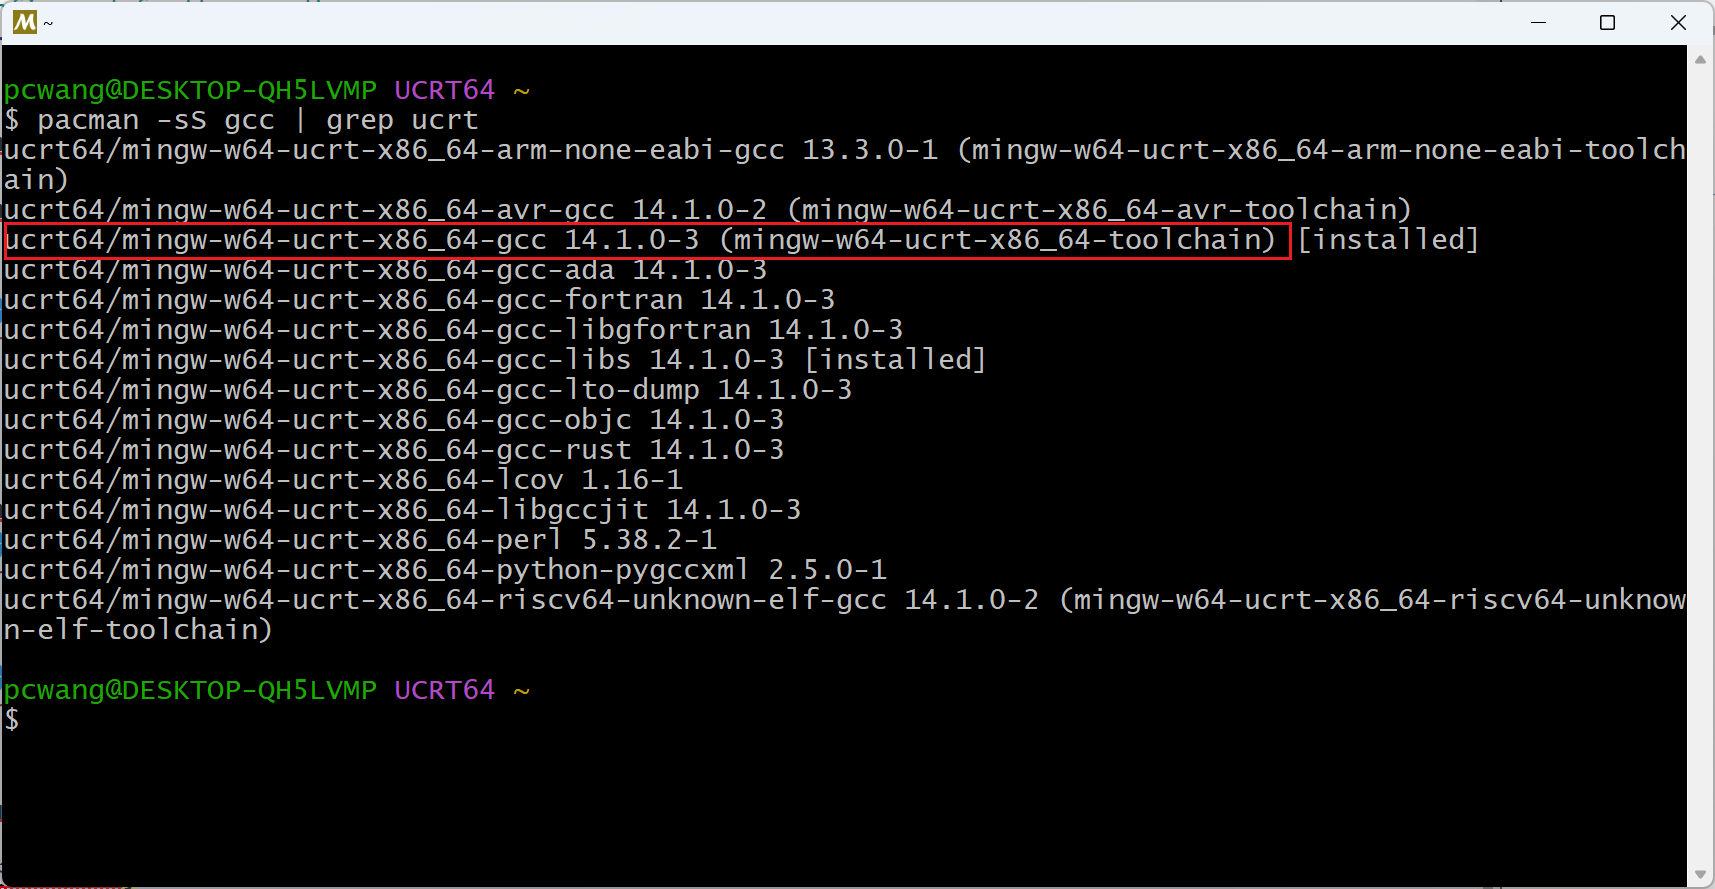 M ~
pcwang@DESKTOP-QH5LVMP UCRT64 ~
$ pacman -sS gcc | grep ucrt
ucrt64/mingw-w64-ucrt-x86_64-arm-none-eabi-gcc 13.3.0-1 (mingw-w64-ucrt-x86_64-arm-none-eabi-toolch
ain)
ucrt64/mingw-w64-ucrt-x86_64-avr-gcc 14.1.0-2 (mingw-w64-ucrt-x86_64-avr-toolchain)
ucrt64/mingw-w64-ucrt-x86_64-gcc 14.1.0-3 (mingw-w64-ucrt-x86_64-toolchain) [installed]
ucrt64/mingw-w64-ucrt-x86_64-gcc-ada 14.1.0-3
ucrt64/mingw-w64-ucrt-x86_64-gcc-fortran 14.1.0-3
ucrt64/mingw-w64-ucrt-x86_64-gcc-libgfortran 14.1.0-3
ucrt64/mingw-w64-ucrt-x86_64-gcc-libs 14.1.0-3 [installed]
ucrt64/mingw-w64-ucrt-x86_64-gcc-lto-dump 14.1.0-3
ucrt64/mingw-w64-ucrt-x86_64-gcc-objc 14.1.0-3
ucrt64/mingw-w64-ucrt-x86_64-gcc-rust 14.1.0-3
ucrt64/mingw-w64-ucrt-x86_64-lcov 1.16-1
ucrt64/mingw-w64-ucrt-x86_64-libgccjit 14.1.0-3
ucrt64/mingw-w64-ucrt-x86_64-perl 5.38.2-1
ucrt64/mingw-w64-ucrt-x86_64-python-pygccxml 2.5.0-1
ucrt64/mingw-w64-ucrt-x86_64-riscv64-unknown-elf-gcc 14.1.0-2 (mingw-w64-ucrt-x86_64-riscv64-unknow
n-elf-toolchain)
pcwang@DESKTOP-QH5LVMP UCRT64 ~
$